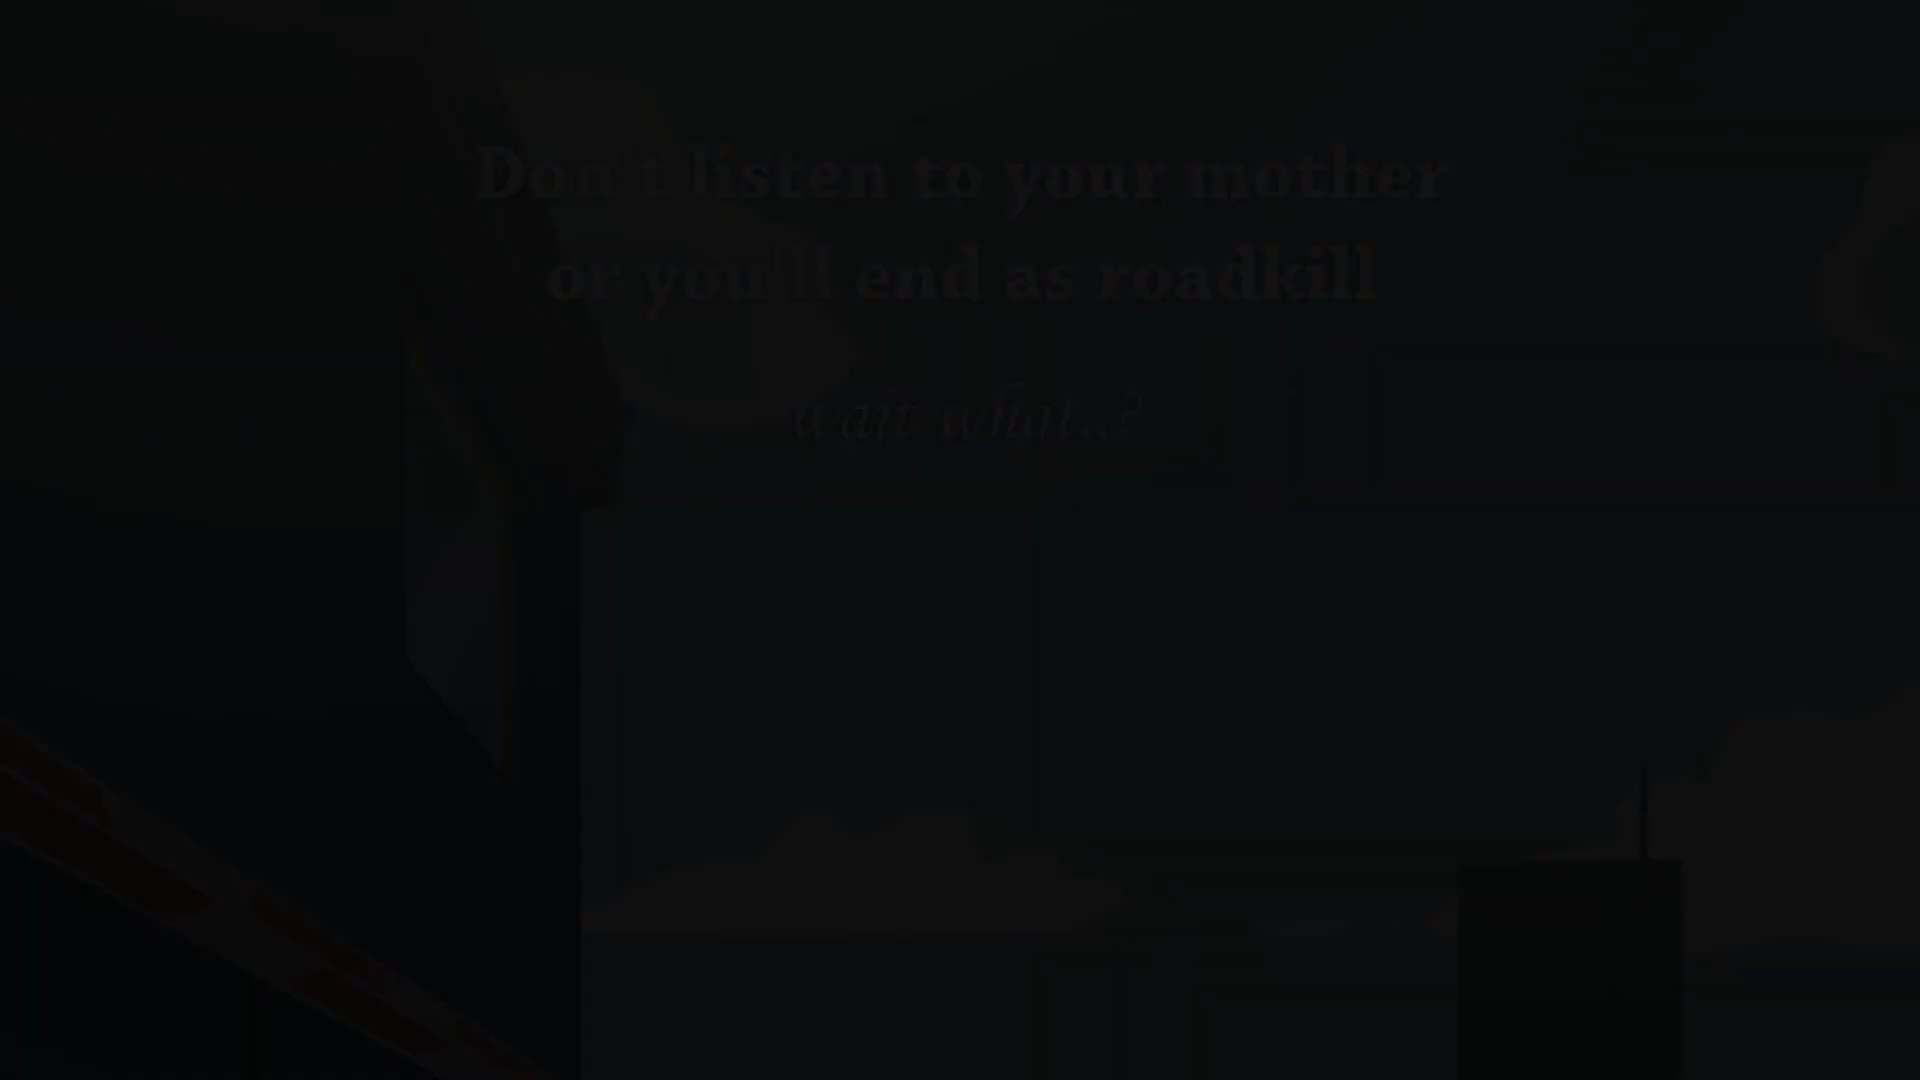 Don't listen to your mother
or you'll end as roadkill
wait what..?